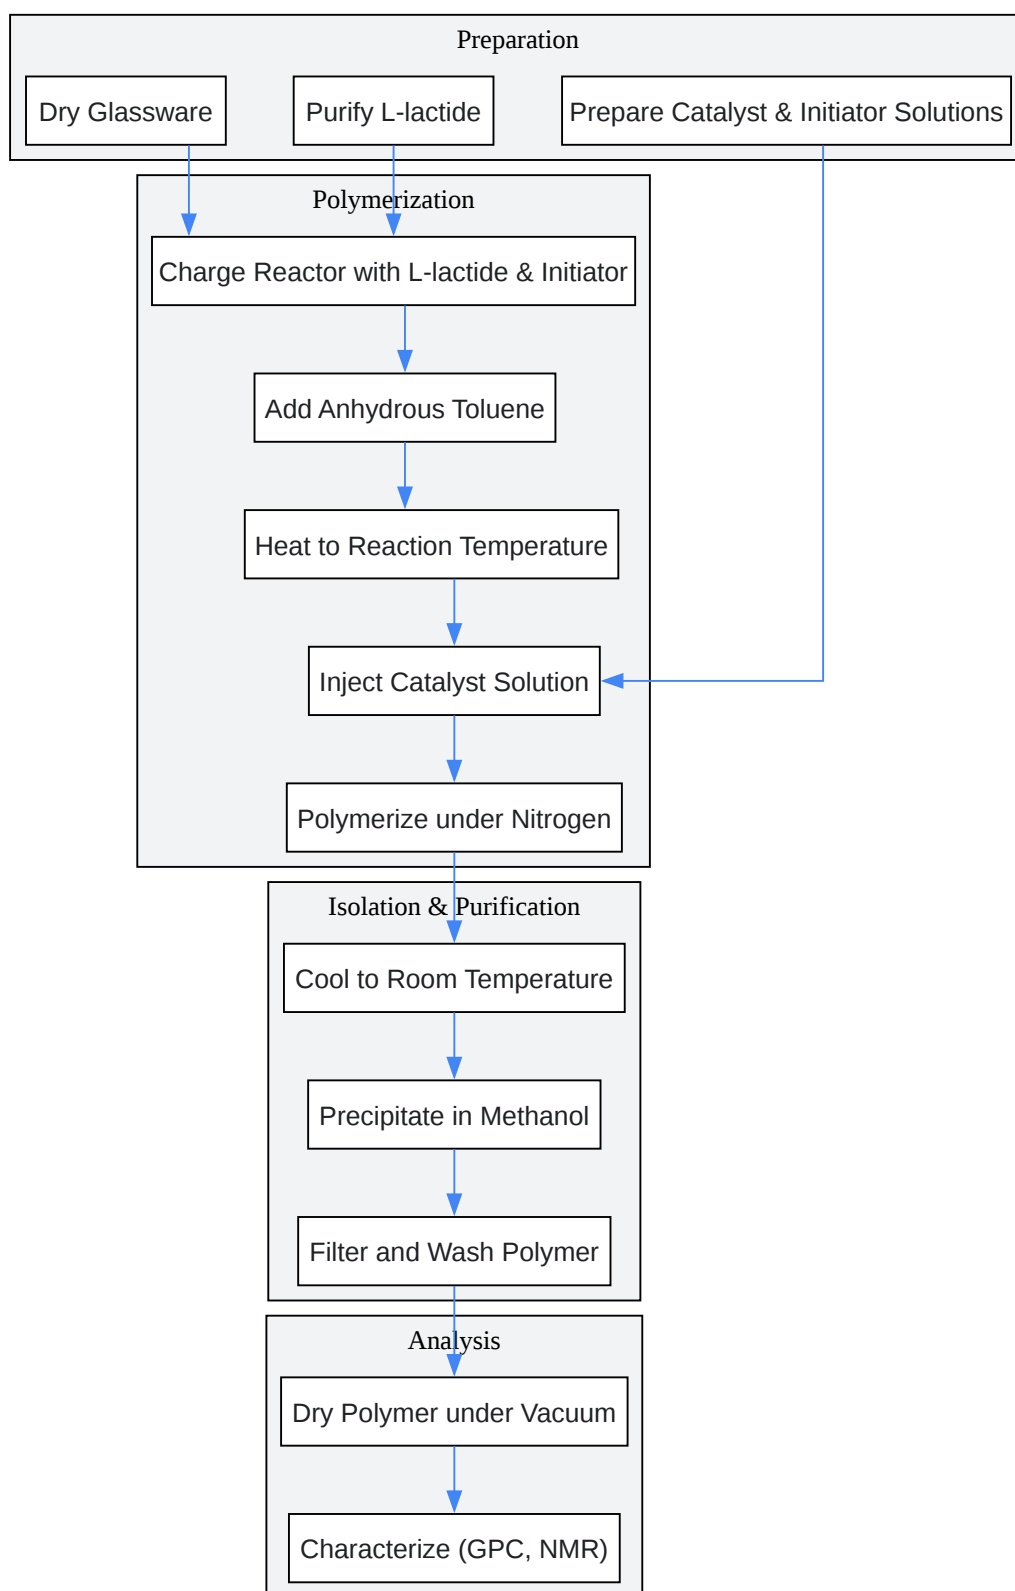 Preparation
Dry Glassware
Purify L-lactide
Prepare Catalyst & Initiator Solutions
Polymerization
Charge Reactor with L-lactide & Initiator
Add Anhydrous Toluene
Heat to Reaction Temperature
Inject Catalyst Solution
Polymerize under Nitrogen
Isolation & Purification
Cool to Room Temperature
Precipitate in Methanol
Filter and Wash Polymer
Analysis
Dry Polymer under Vacuum
Characterize (GPC, NMR)